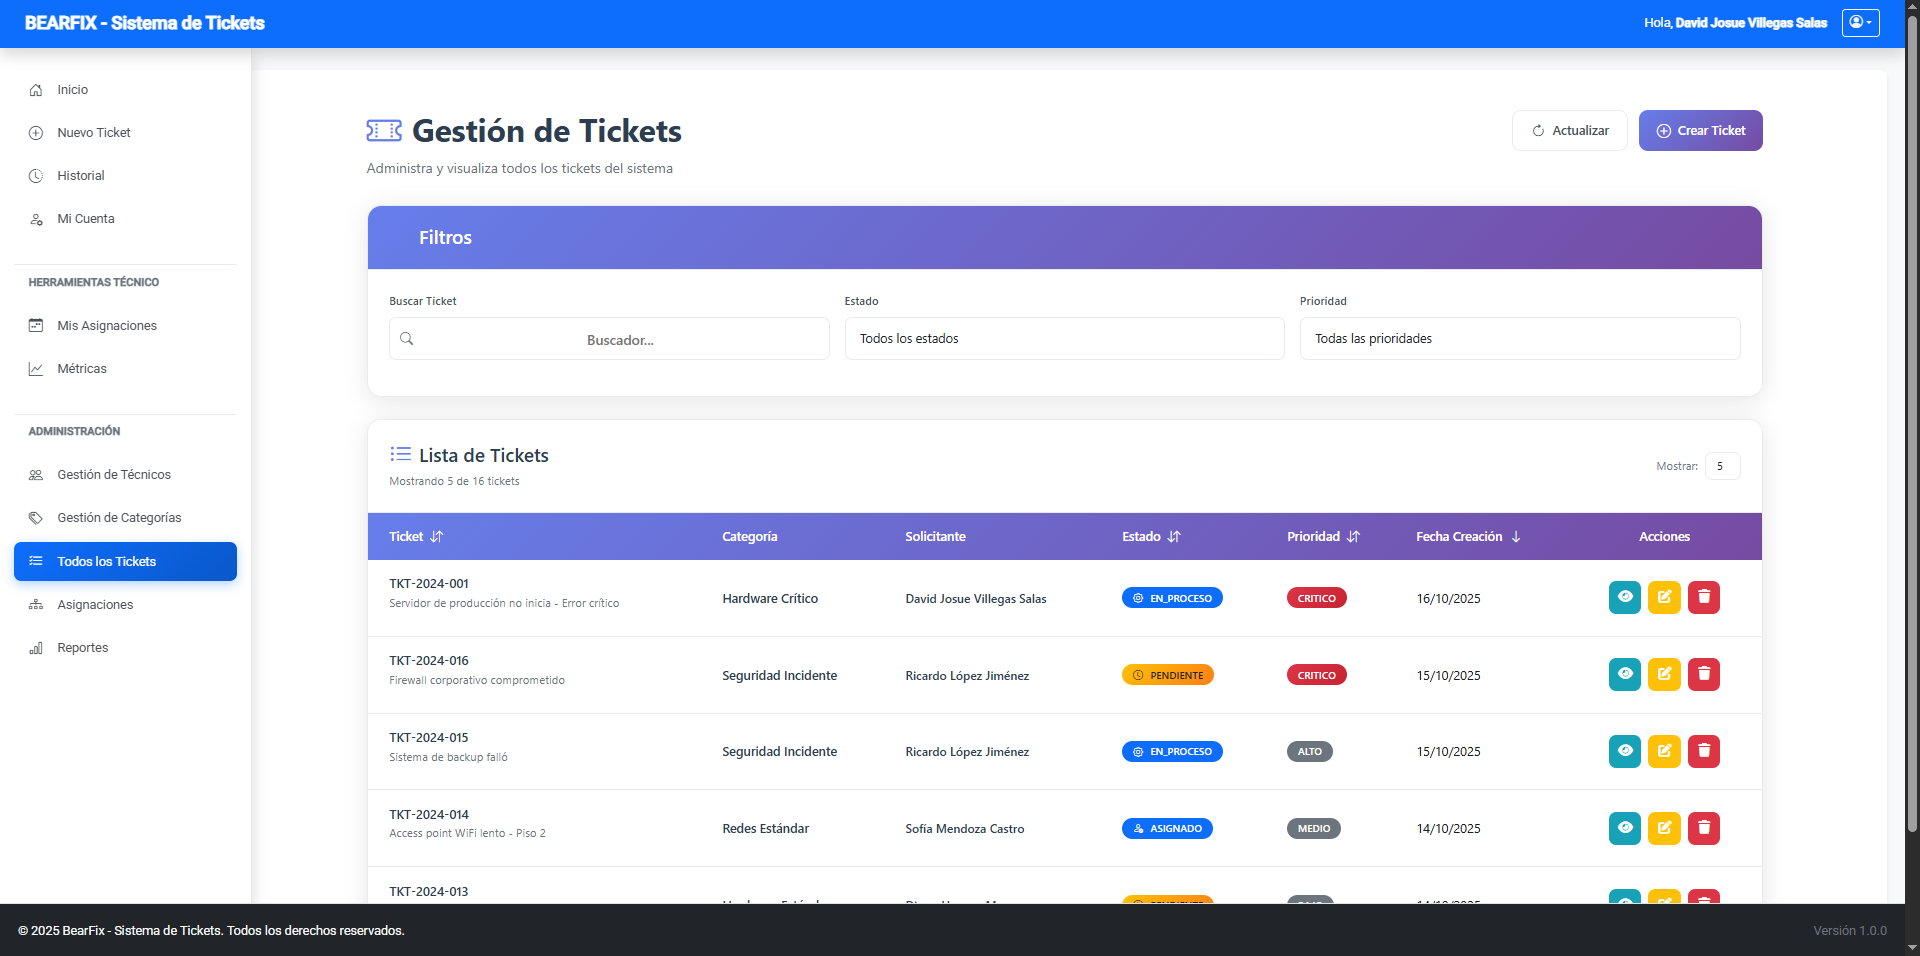 BEARFIX - Sistema de Tickets
Hola, David Josue Villegas Salas
Inicio
Nuevo Ticket
Historial
Mi Cuenta
HERRAMIENTAS TÉCNICO
Mis Asignaciones
Métricas
ADMINISTRACIÓN
Gestión de Técnicos
Gestión de Categorías
Todos los Tickets
Asignaciones
Reportes
Gestión de Tickets
Administra y visualiza todos los tickets del sistema
Actualizar
Crear Ticket
Filtros
Buscar Ticket
Buscador...
Estado
Todos los estados
Prioridad
Todas las prioridades
Lista de Tickets
Mostrando 5 de 16 tickets
Mostrar: 5
Ticket Categoría Solicitante Estado Prioridad Fecha Creación Acciones
TKT-2024-001
Servidor de producción no inicia - Error crítico
Hardware Crítico David Josue Villegas Salas EN_PROCESO CRITICO 16/10/2025
TKT-2024-016
Firewall corporativo comprometido
Seguridad Incidente Ricardo López Jiménez PENDIENTE CRITICO 15/10/2025
TKT-2024-015
Sistema de backup falló
Seguridad Incidente Ricardo López Jiménez EN_PROCESO ALTO 15/10/2025
TKT-2024-014
Access point WiFi lento - Piso 2
Redes Estándar Sofía Mendoza Castro ASIGNADO MEDIO 14/10/2025
TKT-2024-013
© 2025 BearFix - Sistema de Tickets. Todos los derechos reservados.
Versión 1.0.0